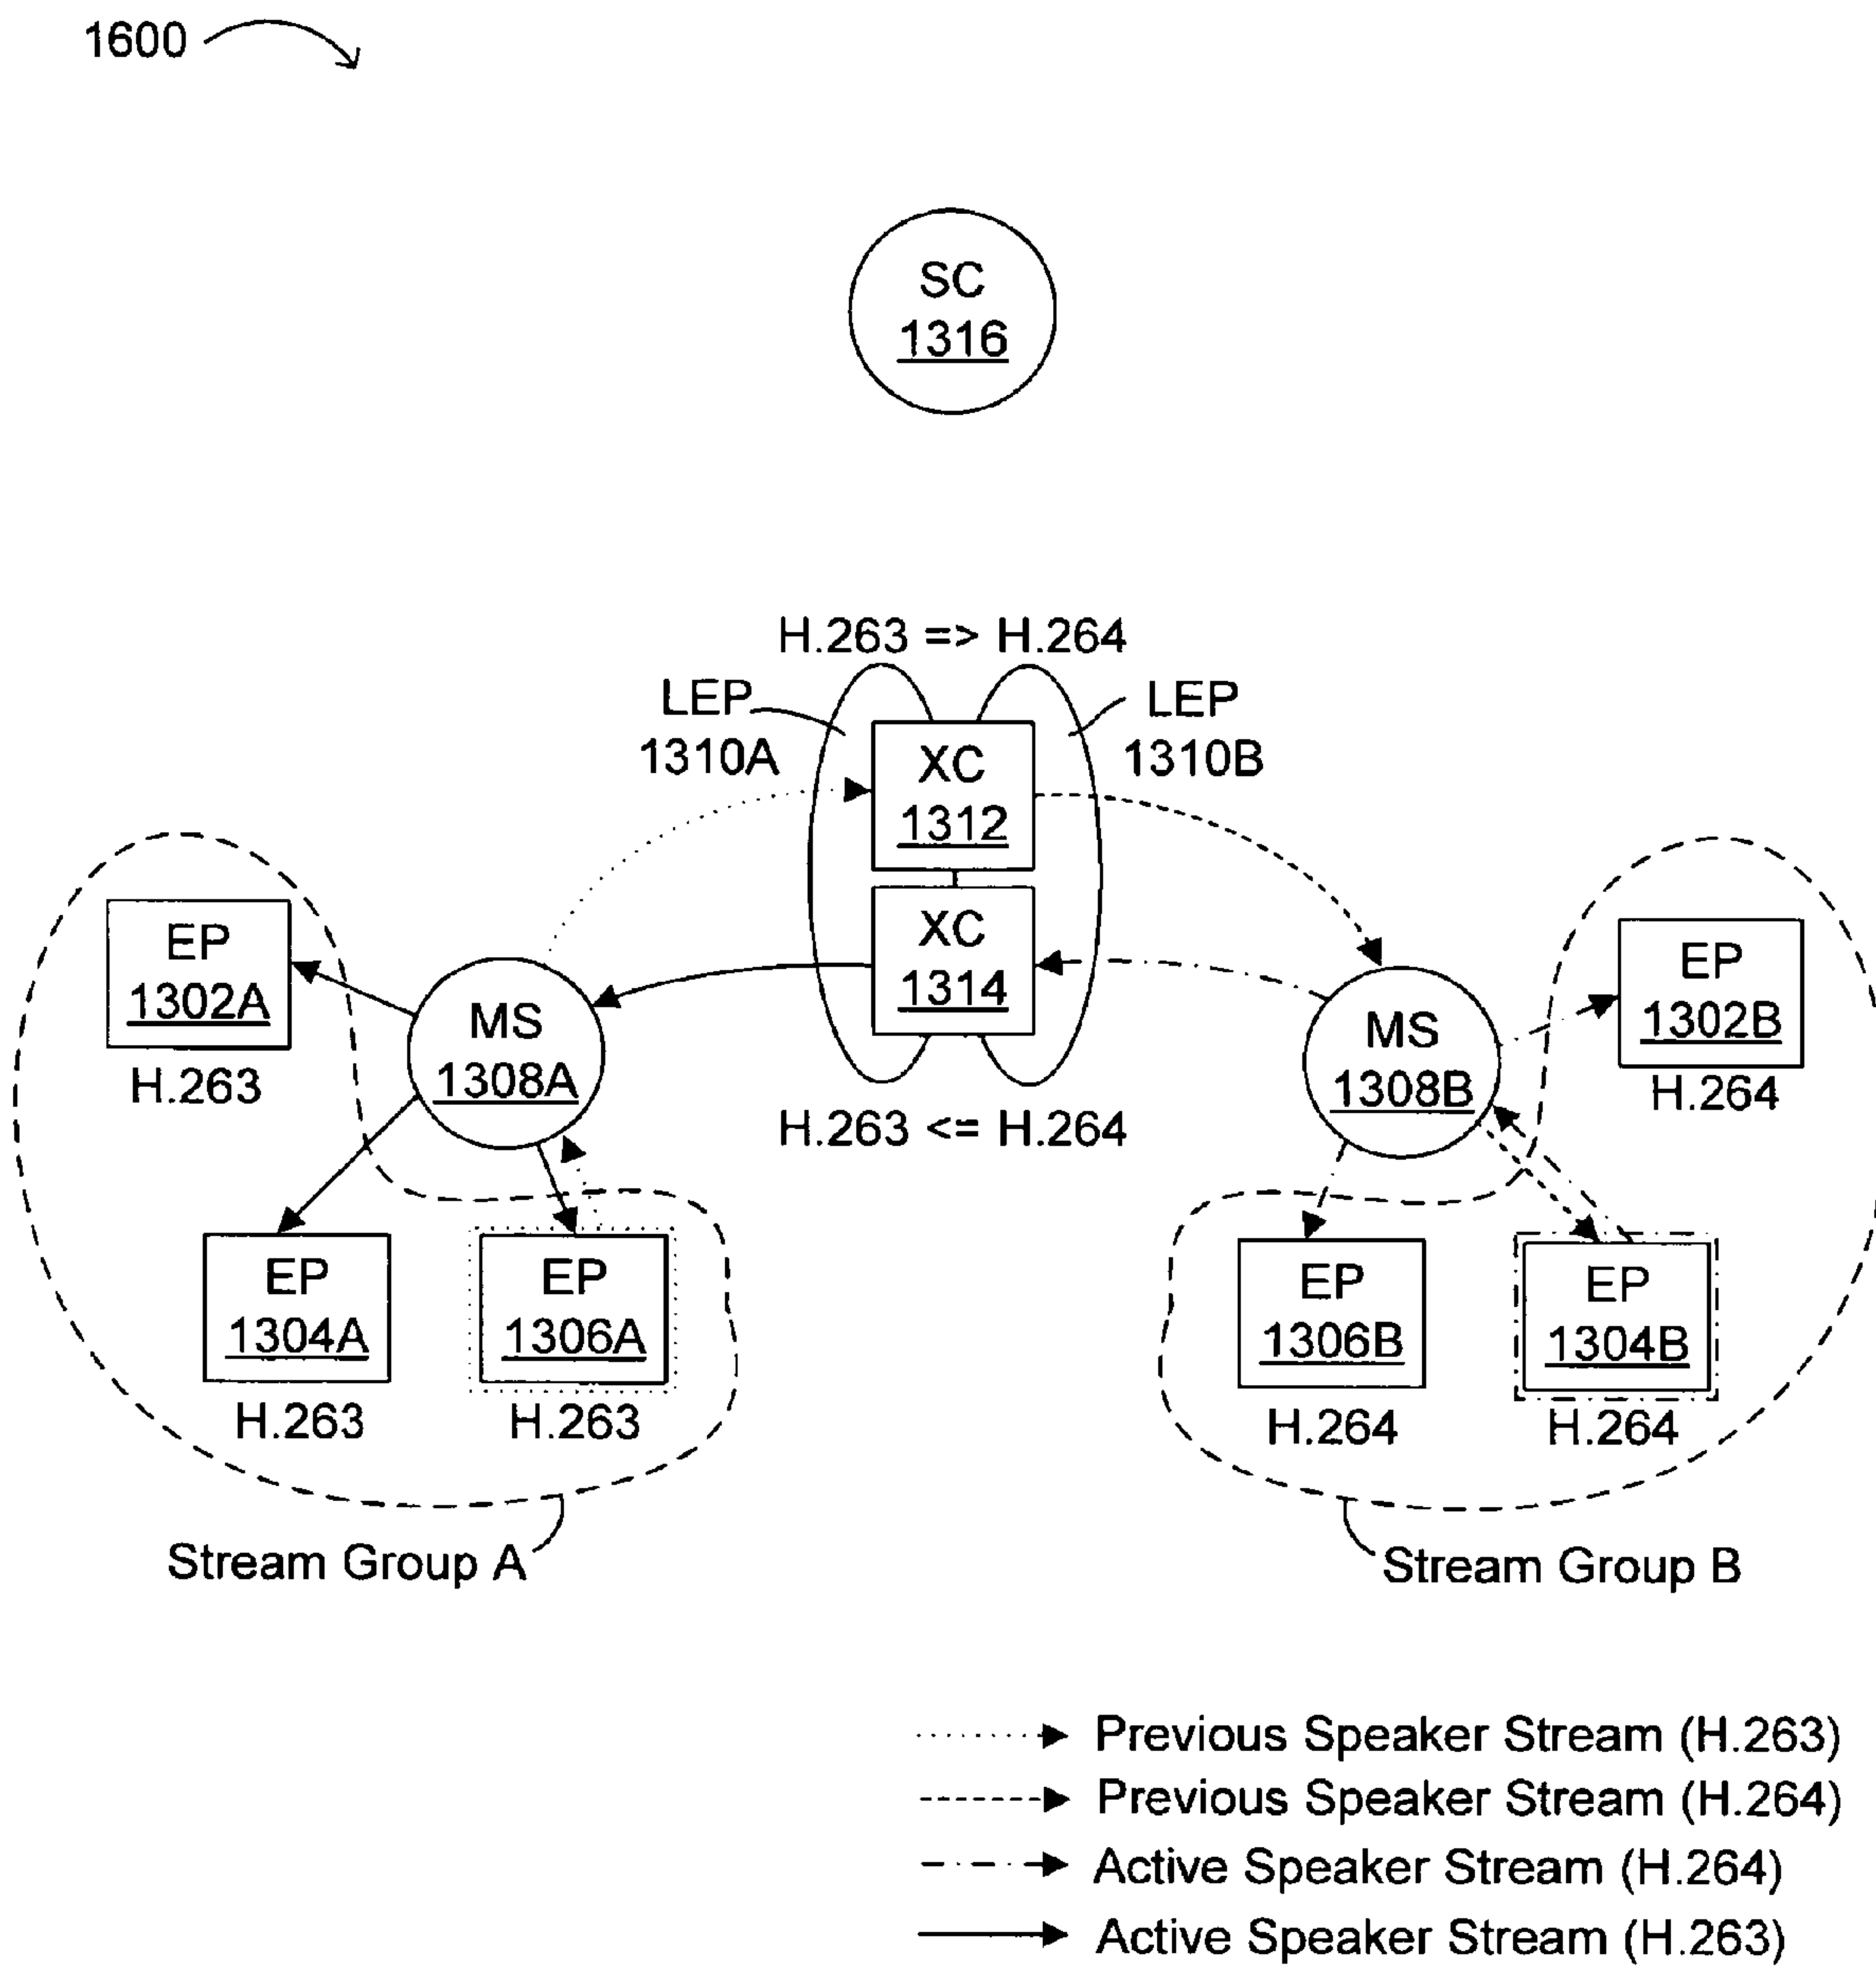 1600
SC
1316
H.263 => H.264
LEP
1310A
LEP
1310B
XC
1312
XC
1314
H.263 <= H.264
EP
1302A
H.263
MS
1308A
EP
1304A
H.263
EP
1306A
H.263
Stream Group A
MS
1308B
EP
1302B
H.264
EP
1306B
H.264
EP
1304B
H.264
Stream Group B
Previous Speaker Stream (H.263)
Previous Speaker Stream (H.264)
Active Speaker Stream (H.264)
Active Speaker Stream (H.263)